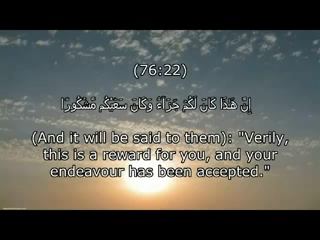 (76:22)
إِنَّ هَٰذَا كَانَ لَكُمْ جَزَاءً وَكَانَ سَعْيُكُم مَّشْكُورًا
(And it will be said to them): "Verily,
this is a reward for you, and your
endeavour has been accepted."